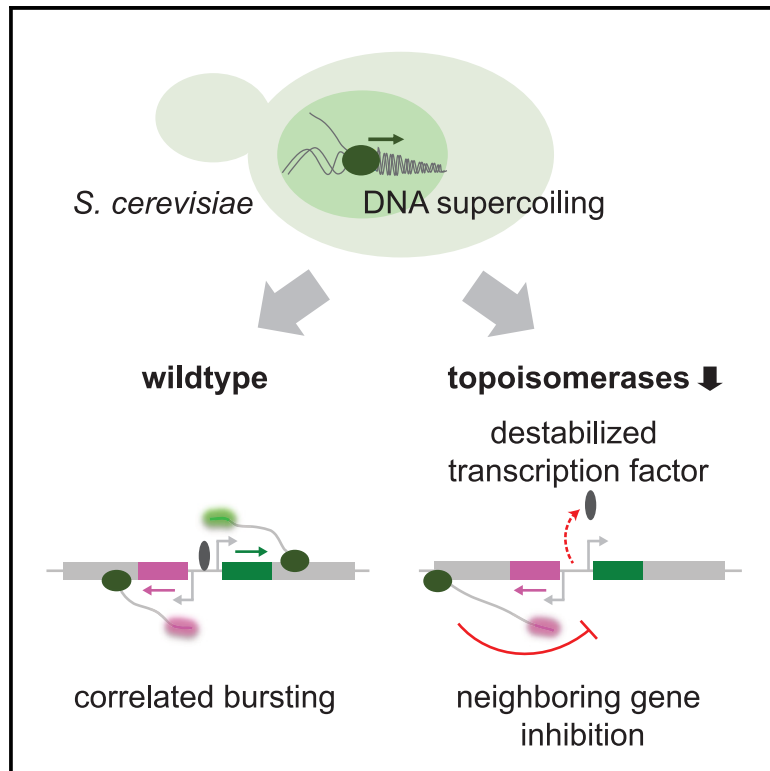 S. cerevisiae
DNA supercoiling
wildtype
topoisomerases
destabilized
transcription factor
correlated bursting
neighboring gene
inhibition